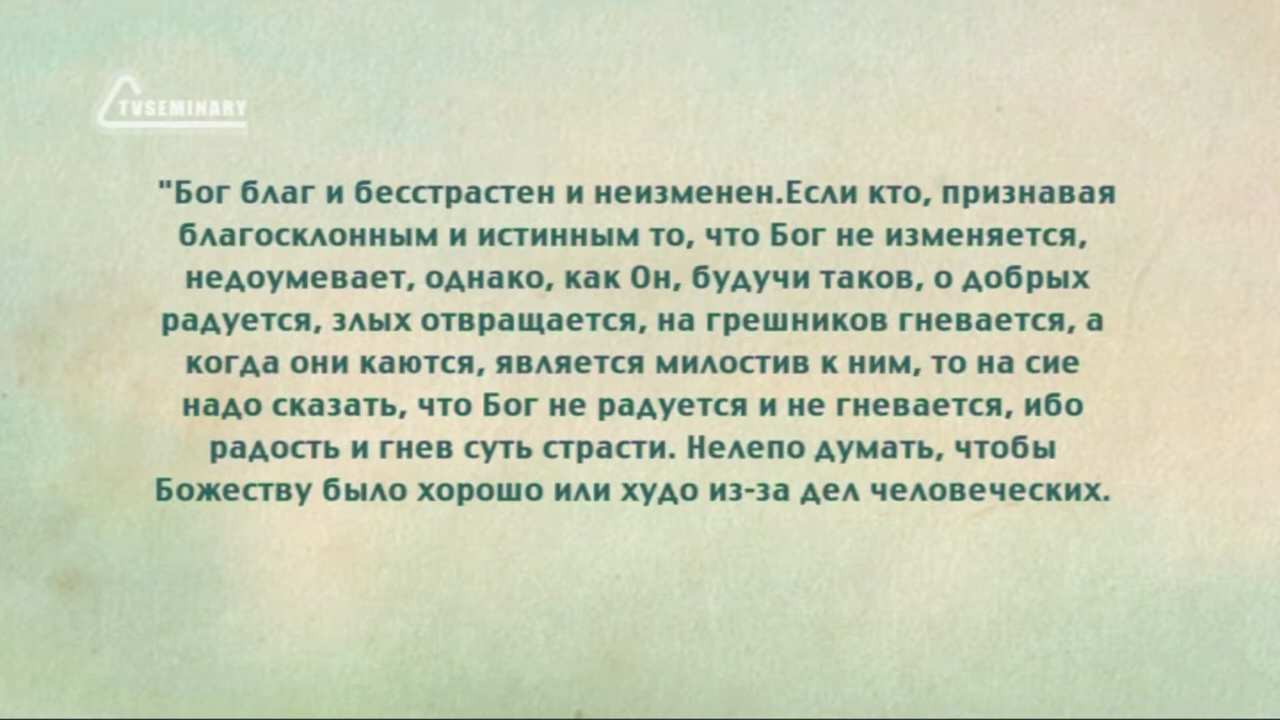 TVSEMINARY
"Бог благ и бесстрастен и неизменен.Если кто, признавая
благосклонным и истинным то, что Бог не изменяется,
недоумевает, однако, как Он, будучи таков, о добрых
радуется, злых отвращается, на грешников гневается, а
когда они каются, является милостив к ним, то на сие
надо сказать, что Бог не радуется и не гневается, ибо
радость и гнев суть страсти. Нелепо думать, чтобы
Божеству было хорошо или худо из-за дел человеческих.